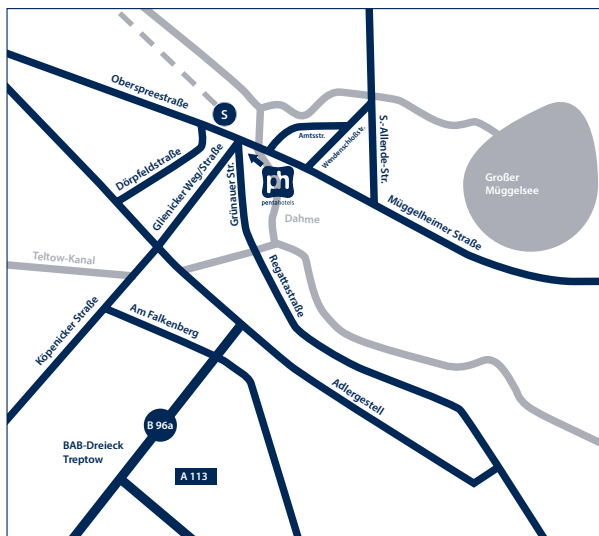 Oberspreestraße
S
Amtsstr.
Wendenschloßstr.
S.-Allende-Str.
Dörpfeldstraße
Glienicker Weg/Straße
Grünauer Str.
ph
pentahotels
Großer
Müggelsee
Müggelheimer Straße
Dahme
Teltow-Kanal
Regattastraße
Köpenicker Straße
Am Falkenberg
Adlergestell
B 96a
BAB-Dreieck
Treptow
A 113